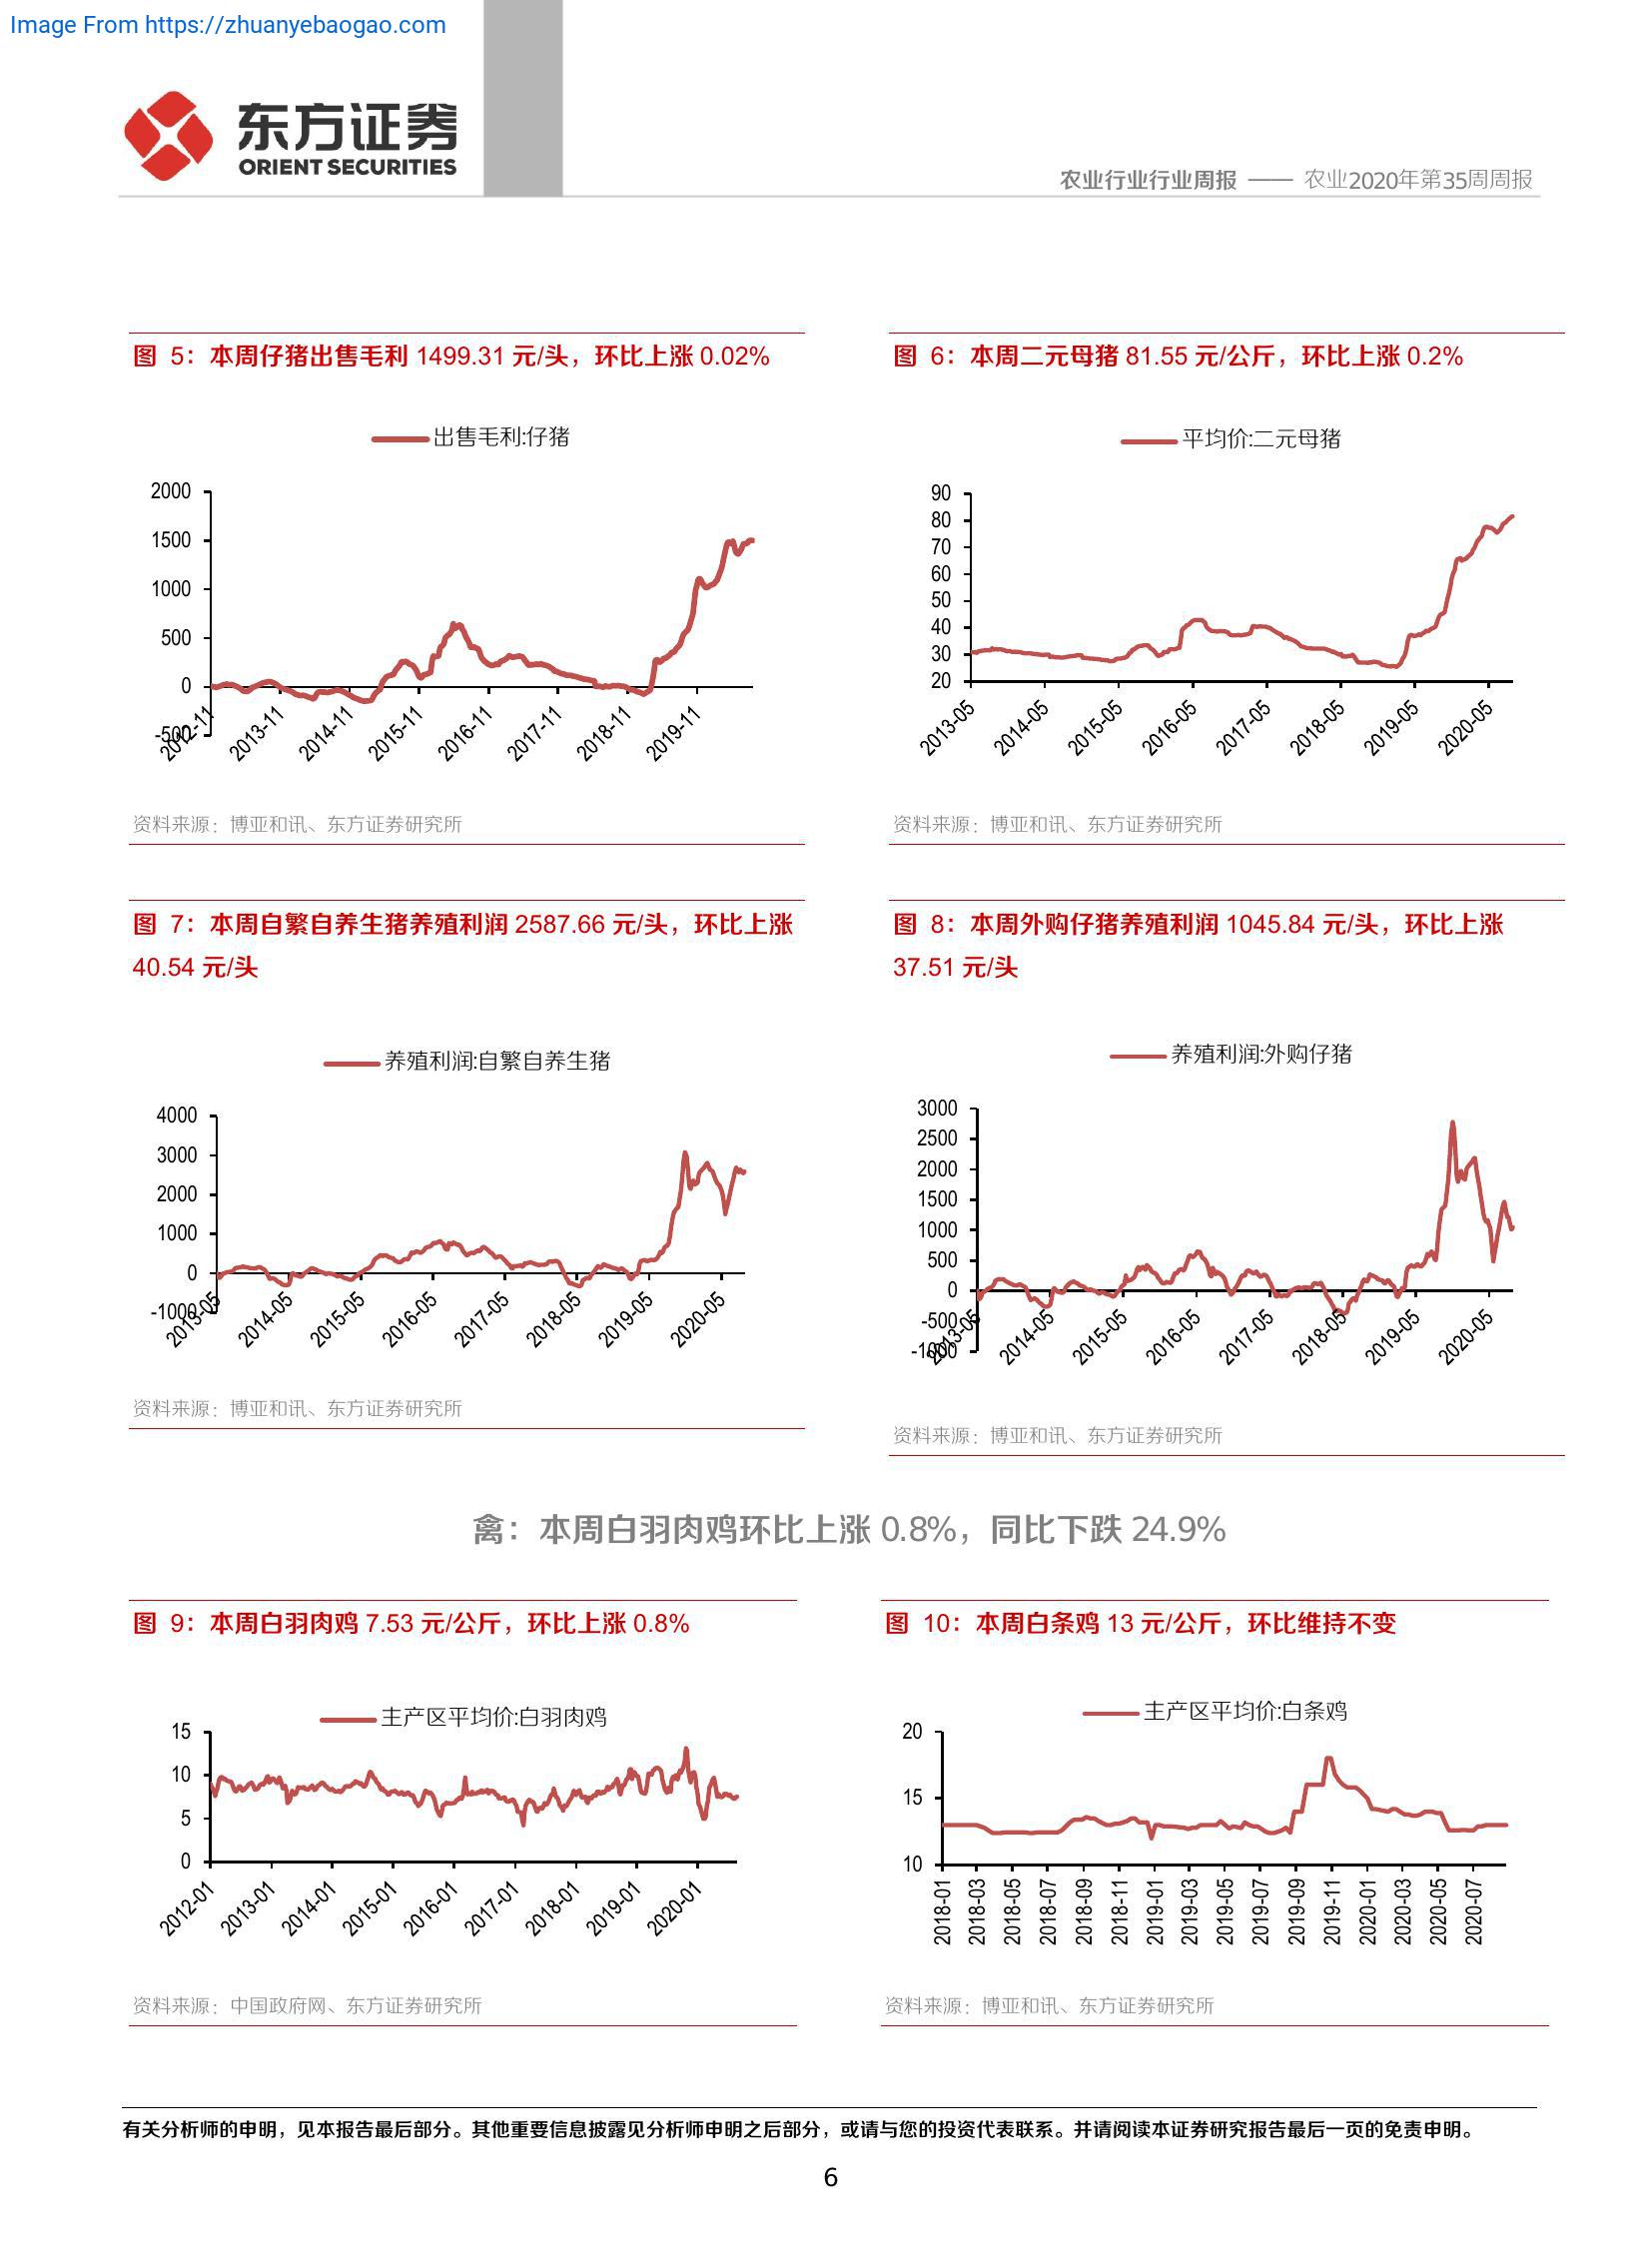 Image From https://zhuanyebaogao.com
东方证券
ORIENT SECURITIES
农业行业行业周报 —— 农业2020年第35周周报
图 5：本周仔猪出售毛利 1499.31 元/头，环比上涨 0.02%
出售毛利:仔猪
2000
1500
1000
500
0
-500
2012-11 2013-11 2014-11 2015-11 2016-11 2017-11 2018-11 2019-11
资料来源：博亚和讯、东方证券研究所
图 6：本周二元母猪 81.55 元/公斤，环比上涨 0.2%
平均价:二元母猪
90
80
70
60
50
40
30
20
2013-05 2014-05 2015-05 2016-05 2017-05 2018-05 2019-05 2020-05
资料来源：博亚和讯、东方证券研究所
图 7：本周自繁自养生猪养殖利润 2587.66 元/头，环比上涨
40.54 元/头
养殖利润:自繁自养生猪
4000
3000
2000
1000
0
-1000
2013-05 2014-05 2015-05 2016-05 2017-05 2018-05 2019-05 2020-05
资料来源：博亚和讯、东方证券研究所
图 8：本周外购仔猪养殖利润 1045.84 元/头，环比上涨
37.51 元/头
养殖利润:外购仔猪
3000
2500
2000
1500
1000
500
0
-500
-1000
2013-05 2014-05 2015-05 2016-05 2017-05 2018-05 2019-05 2020-05
资料来源：博亚和讯、东方证券研究所
禽：本周白羽肉鸡环比上涨 0.8%，同比下跌 24.9%
图 9：本周白羽肉鸡 7.53 元/公斤，环比上涨 0.8%
主产区平均价:白羽肉鸡
15
10
5
0
2012-01 2013-01 2014-01 2015-01 2016-01 2017-01 2018-01 2019-01 2020-01
资料来源：中国政府网、东方证券研究所
图 10：本周白条鸡 13 元/公斤，环比维持不变
主产区平均价:白条鸡
20
15
10
2018-01 2018-03 2018-05 2018-07 2018-09 2018-11 2019-01 2019-03 2019-05 2019-07 2019-09 2019-11 2020-01 2020-03 2020-05 2020-07
资料来源：博亚和讯、东方证券研究所
有关分析师的申明，见本报告最后部分。其他重要信息披露见分析师申明之后部分，或请与您的投资代表联系。并请阅读本证券研究报告最后一页的免责申明。
6